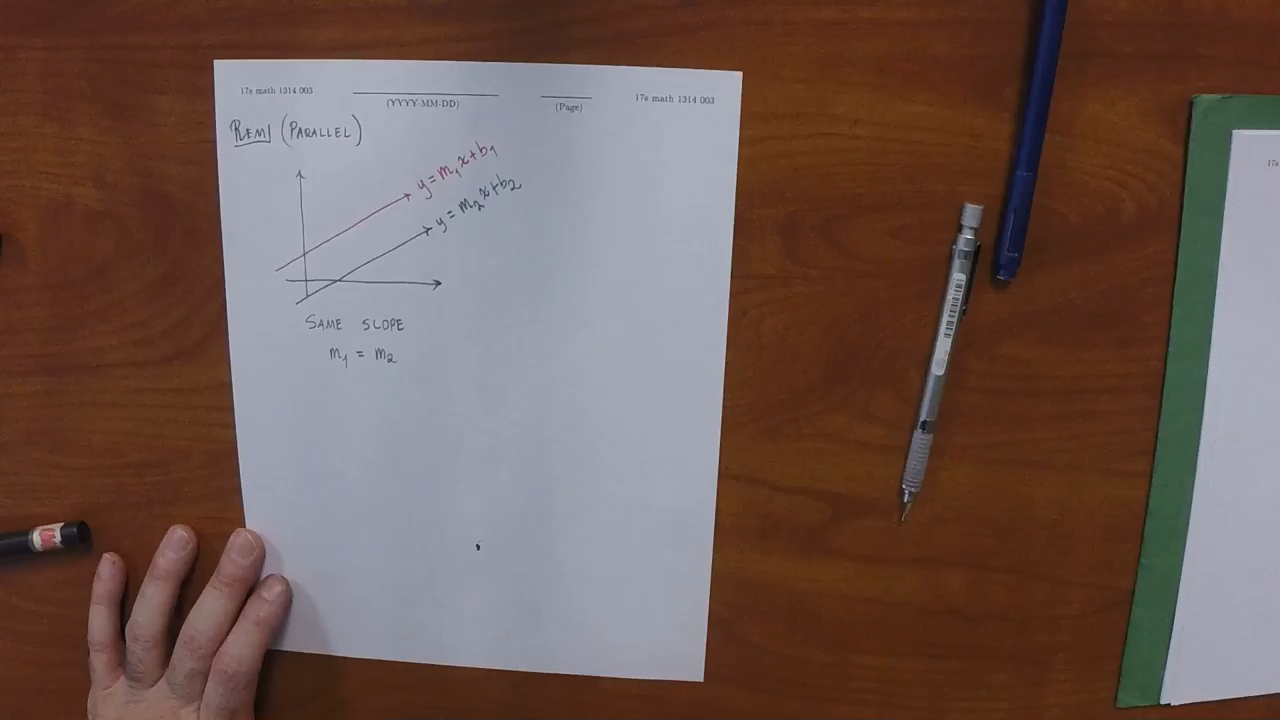 17s math 1314 003 (YYYY-MM-DD) (Page) 17s math 1314 003
REM (PARALLEL)
y = m₁x + b₁
y = m₂x + b₂
SAME SLOPE
m₁ = m₂